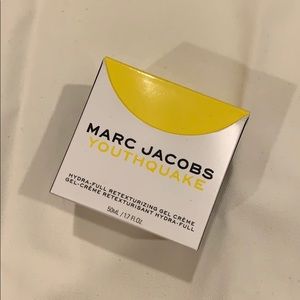 MARC JACOBS
YOUTHQUAKE
HYDRA-FULL RETEXTURIZING GEL CRÈME
GEL-CRÈME RETEXTURISANT HYDRA-FULL
50mL / 1.7 FL OZ